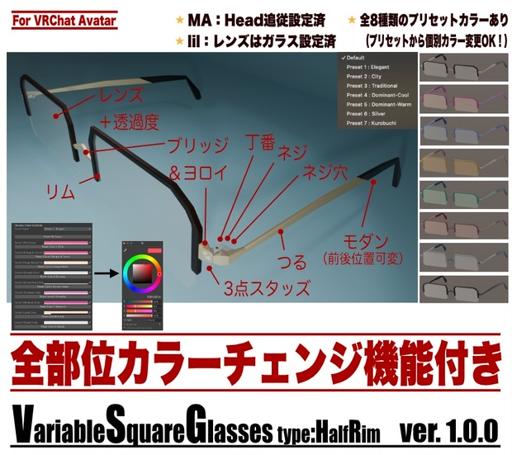 For VRChat Avatar
★ MA：Head追従設定済
★ lil：レンズはガラス設定済
★ 全8種類のプリセットカラーあり
(プリセットから個別カラー変更OK！)
✓ Default
Preset 1 : Elegant
Preset 2 : City
Preset 3 : Traditional
Preset 4 : Dominant-Cool
Preset 5 : Dominant-Warm
Preset 6 : Silver
Preset 7 : Kurobuchi
レンズ
＋透過度
ブリッジ
＆ヨロイ
丁番
ネジ
ネジ穴
リム
つる
モダン
(前後位置可変)
3点スタッズ
全部位カラーチェンジ機能付き
VariableSquareGlasses type:HalfRim ver. 1.0.0